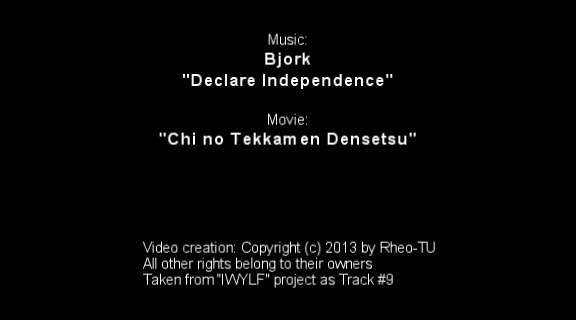 Music:
Bjork
"Declare Independence"
Movie:
"Chi no Tekkamen Densetsu"
Video creation: Copyright (c) 2013 by Rheo-TU
All other rights belong to their owners
Taken from "IWYLF" project as Track #9